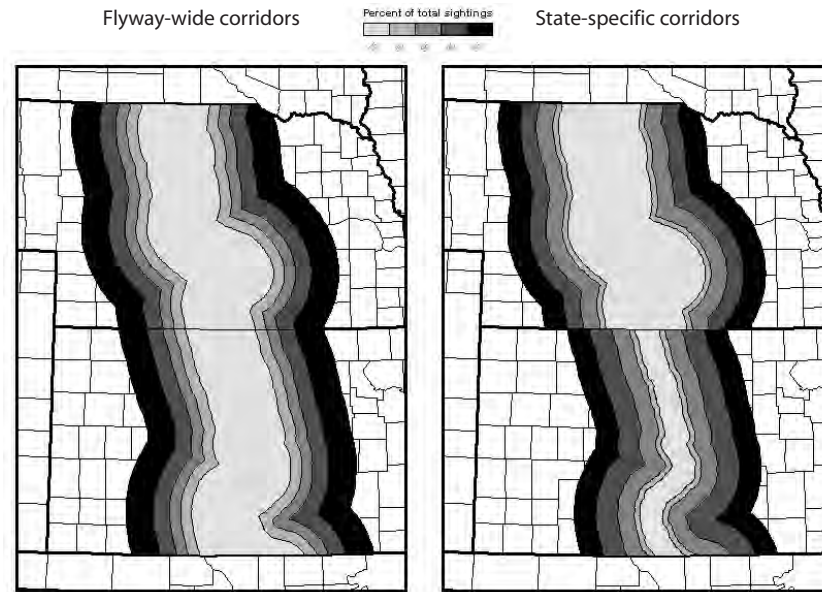 Flyway-wide corridors
Percent of total sightings
State-specific corridors